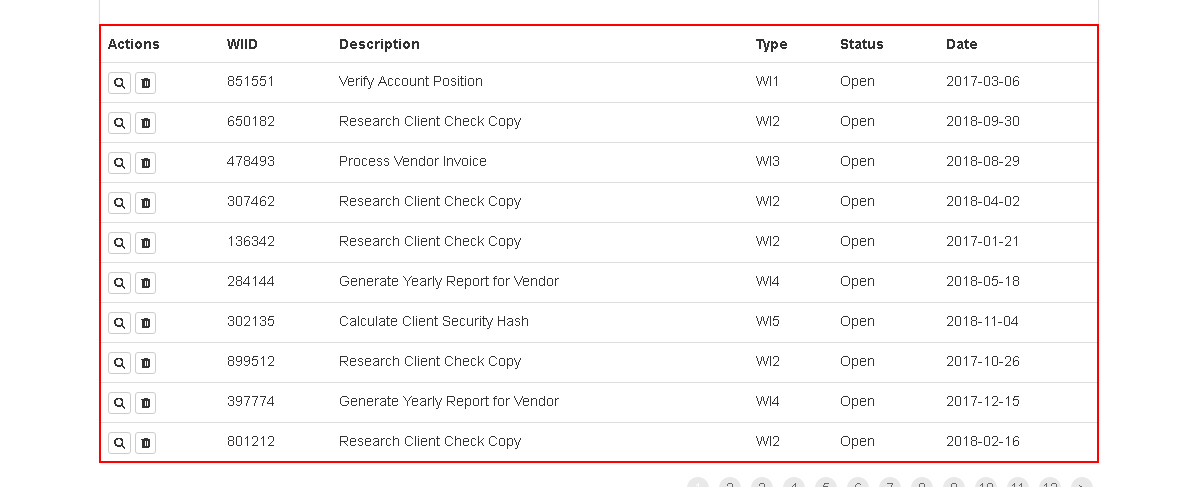 Actions WIID Description Type Status Date
851551 Verify Account Position WI1 Open 2017-03-06
650182 Research Client Check Copy WI2 Open 2018-09-30
478493 Process Vendor Invoice WI3 Open 2018-08-29
307462 Research Client Check Copy WI2 Open 2018-04-02
136342 Research Client Check Copy WI2 Open 2017-01-21
284144 Generate Yearly Report for Vendor WI4 Open 2018-05-18
302135 Calculate Client Security Hash WI5 Open 2018-11-04
899512 Research Client Check Copy WI2 Open 2017-10-26
397774 Generate Yearly Report for Vendor WI4 Open 2017-12-15
801212 Research Client Check Copy WI2 Open 2018-02-16
1 2 3 4 5 6 7 8 9 10 11 12 >